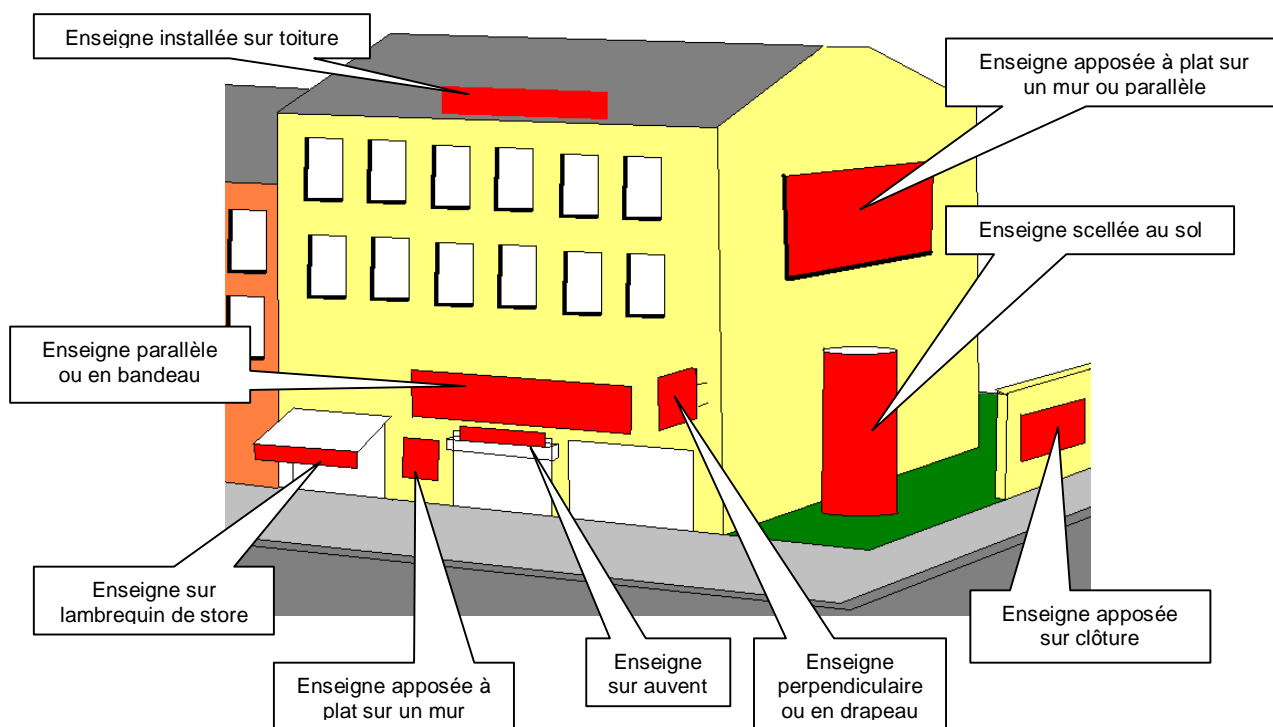 Enseigne installée sur toiture
Enseigne apposée à plat sur
un mur ou parallèle
Enseigne scellée au sol
Enseigne parallèle
ou en bandeau
Enseigne sur
lambrequin de store
Enseigne apposée à
plat sur un mur
Enseigne
sur auvent
Enseigne
perpendiculaire
ou en drapeau
Enseigne apposée
sur clôture